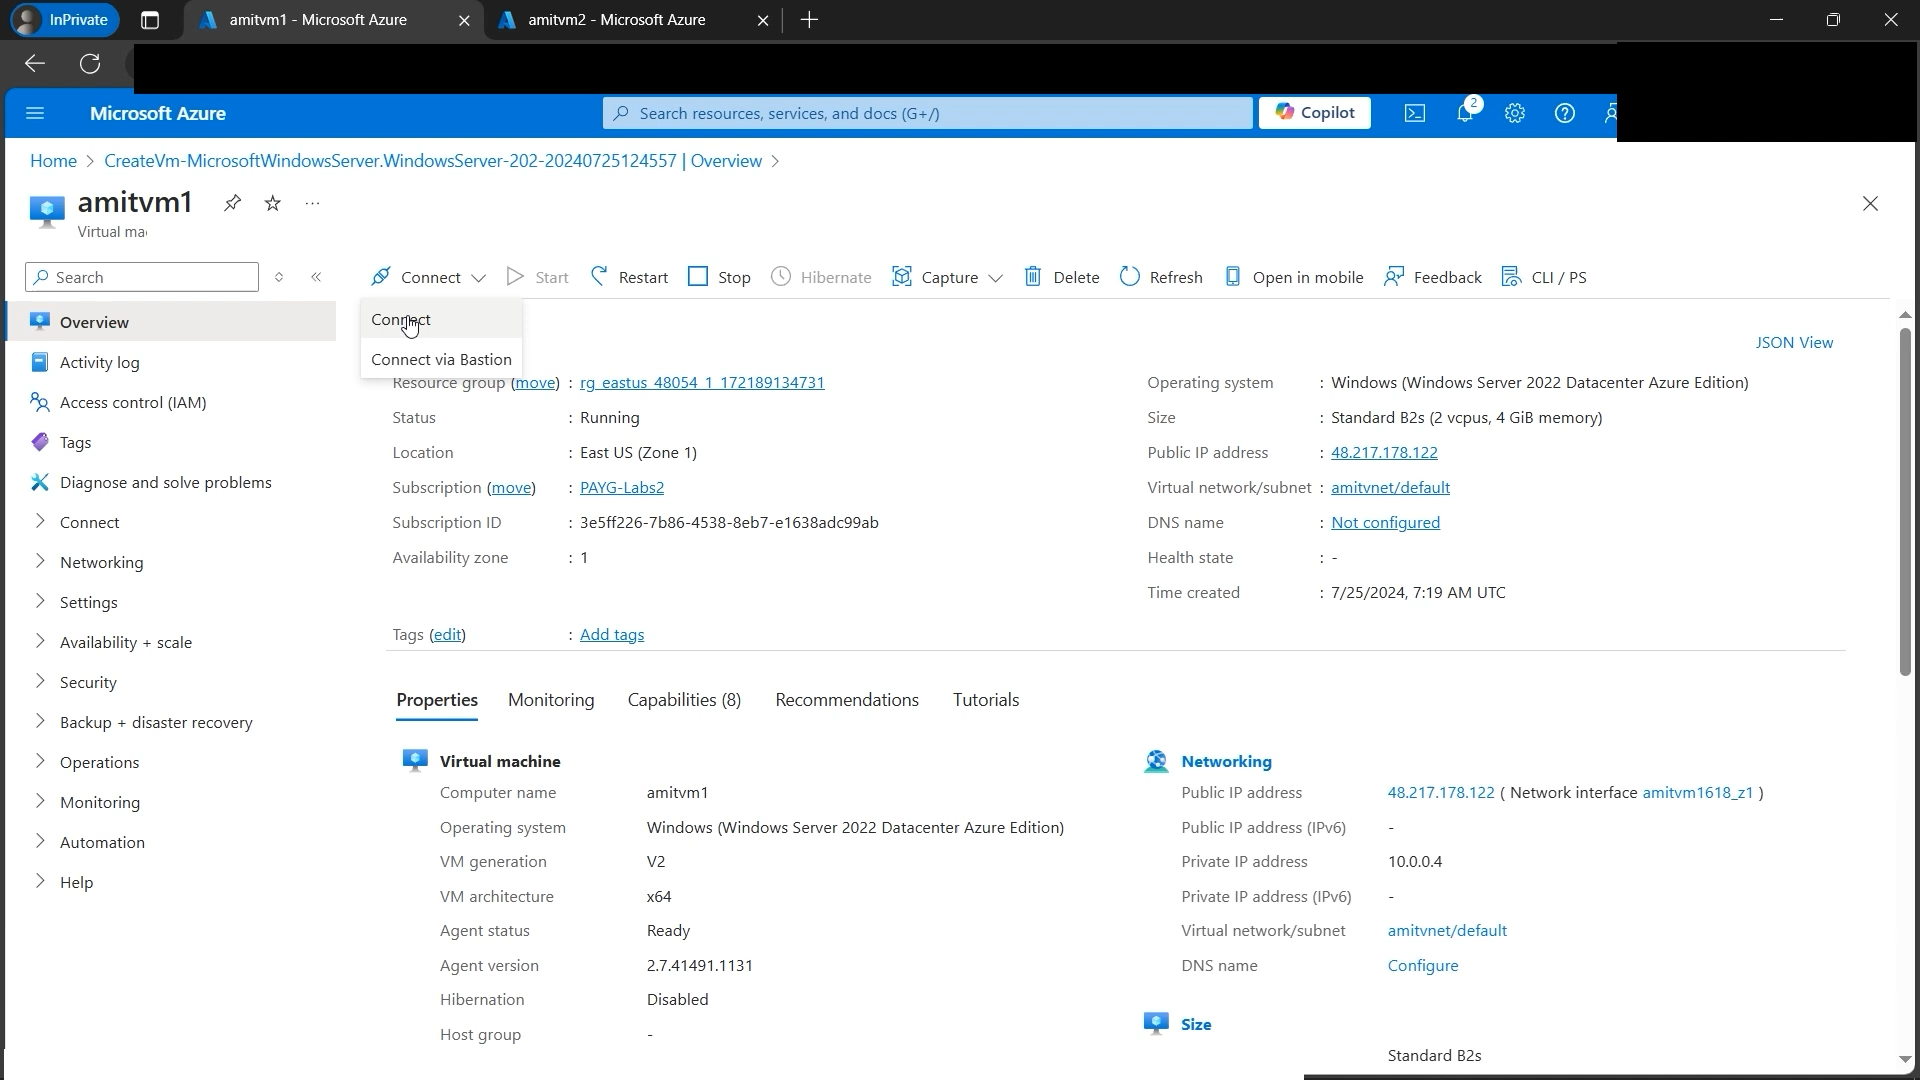 InPrivate
amitvm1 - Microsoft Azure
amitvm2 - Microsoft Azure
Microsoft Azure
Search resources, services, and docs (G+/)
Copilot
2
Home > CreateVm-MicrosoftWindowsServer.WindowsServer-202-20240725124557 | Overview >
amitvm1
Virtual ma
Search
Connect
Start
Restart
Stop
Hibernate
Capture
Delete
Refresh
Open in mobile
Feedback
CLI / PS
Connect
Connect via Bastion
Overview
Activity log
Access control (IAM)
Tags
Diagnose and solve problems
Connect
Networking
Settings
Availability + scale
Security
Backup + disaster recovery
Operations
Monitoring
Automation
Help
JSON View
Resource group (move) : rg_eastus_48054_1_172189134731
Status : Running
Location : East US (Zone 1)
Subscription (move) : PAYG-Labs2
Subscription ID : 3e5ff226-7b86-4538-8eb7-e1638adc99ab
Availability zone : 1
Operating system : Windows (Windows Server 2022 Datacenter Azure Edition)
Size : Standard B2s (2 vcpus, 4 GiB memory)
Public IP address : 48.217.178.122
Virtual network/subnet : amitvnet/default
DNS name : Not configured
Health state : -
Time created : 7/25/2024, 7:19 AM UTC
Tags (edit) : Add tags
Properties
Monitoring
Capabilities (8)
Recommendations
Tutorials
Virtual machine
Computer name amitvm1
Operating system Windows (Windows Server 2022 Datacenter Azure Edition)
VM generation V2
VM architecture x64
Agent status Ready
Agent version 2.7.41491.1131
Hibernation Disabled
Host group -
Networking
Public IP address 48.217.178.122 ( Network interface amitvm1618_z1 )
Public IP address (IPv6) -
Private IP address 10.0.0.4
Private IP address (IPv6) -
Virtual network/subnet amitvnet/default
DNS name Configure
Size
Standard B2s